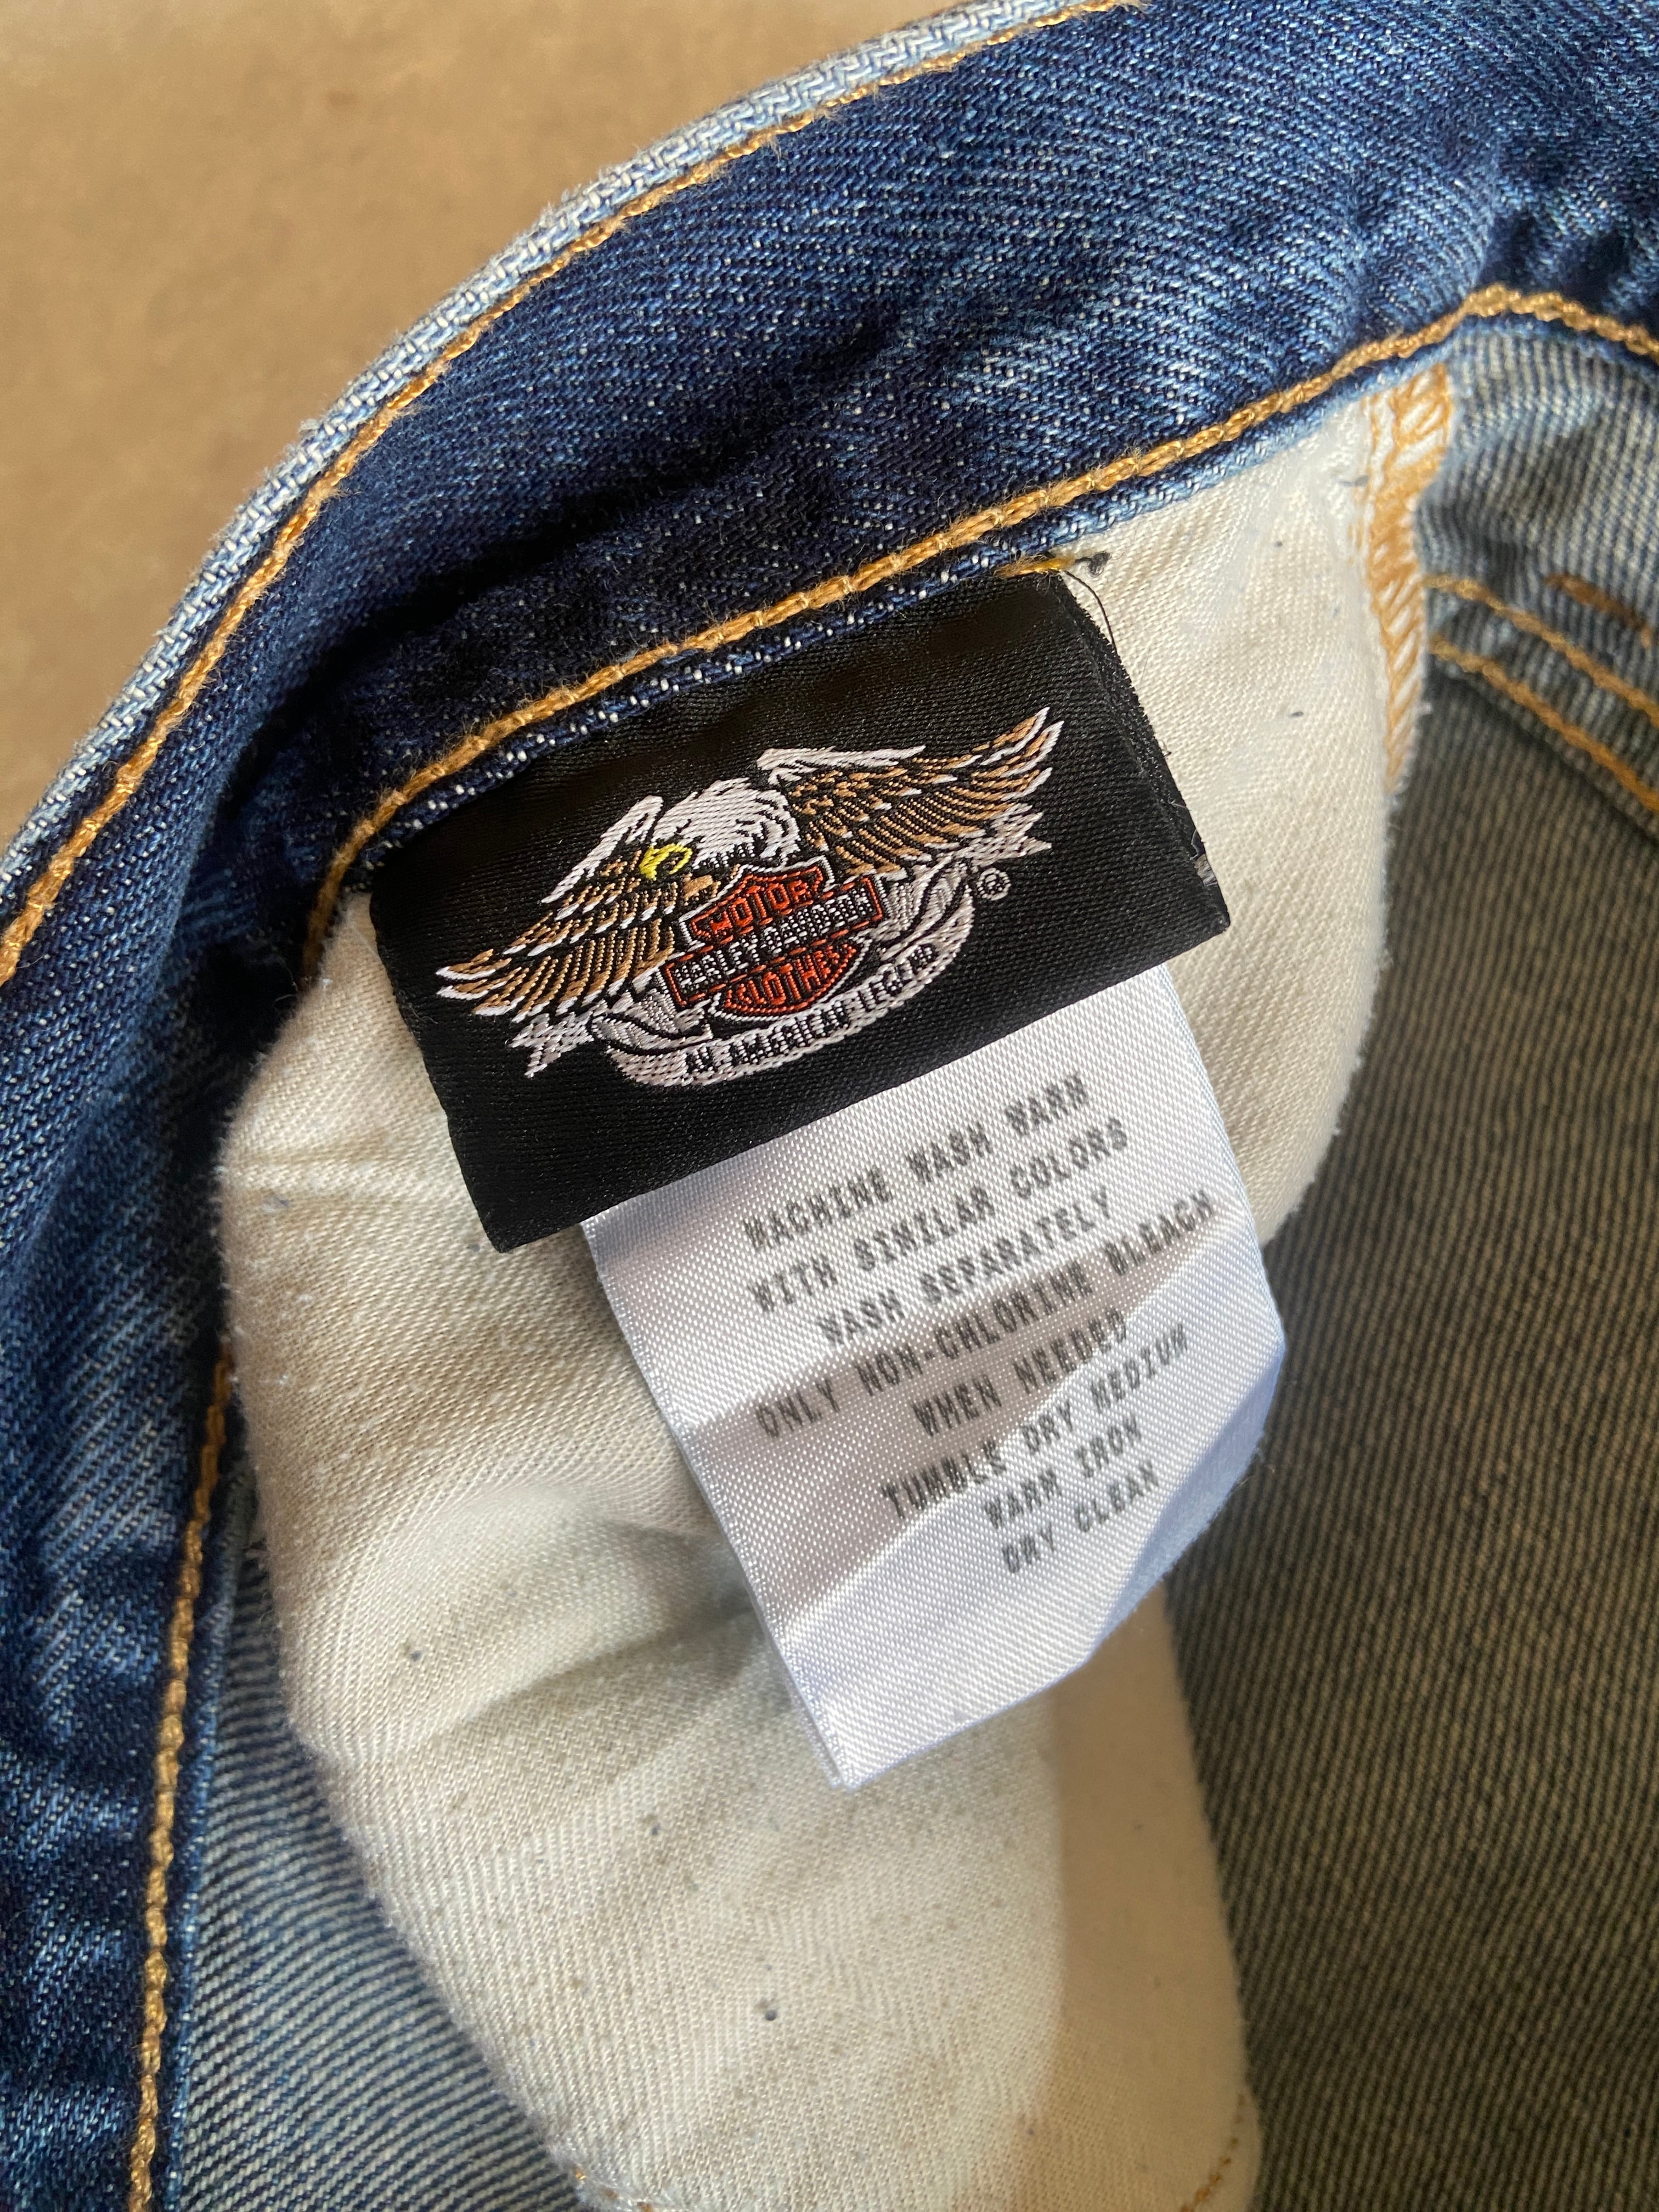 MOTOR
HARLEY-DAVIDSON
CLOTHES
AN AMERICAN LEGEND
®
MACHINE WASH WARM
WITH SIMILAR COLORS
WASH SEPARATELY
ONLY NON-CHLORINE BLEACH
WHEN NEEDED
TUMBLE DRY MEDIUM
WARM IRON
DRY CLEAN